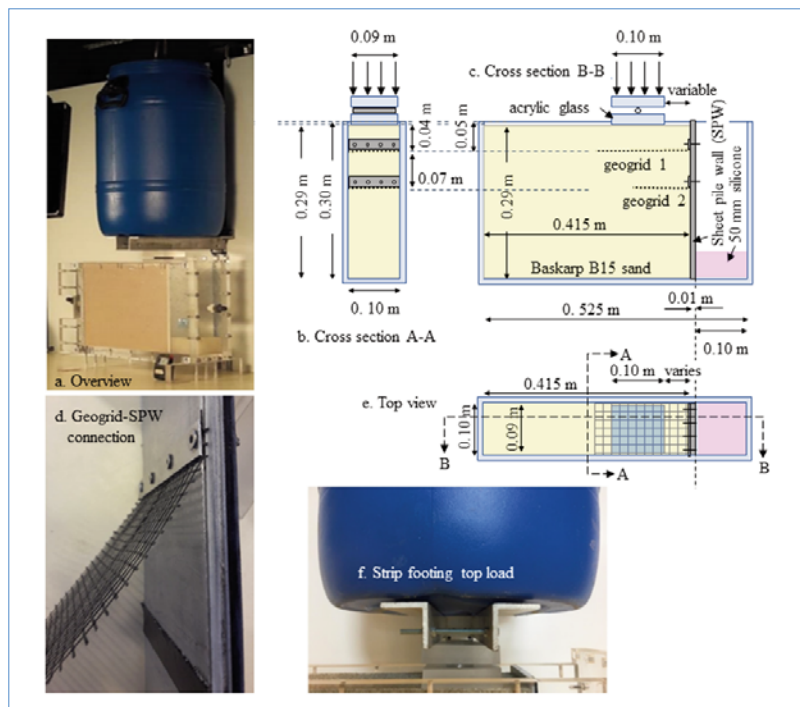 0.09 m
0.10 m
c. Cross section B-B
variable
acrylic glass
0.04 m
0.05 m
Sheet pile wall (SPW)
50 mm silicone
geogrid 1
0.07 m
geogrid 2
0.29 m
0.30 m
0.29 m
0.415 m
Baskarp B15 sand
0.01 m
0. 10 m
0. 525 m
b. Cross section A-A
0.10 m
A
0.10 m
varies
a. Overview
0.415 m
e. Top view
d. Geogrid-SPW
connection
0.10 m
0.09 m
B
B
A
f. Strip footing top load